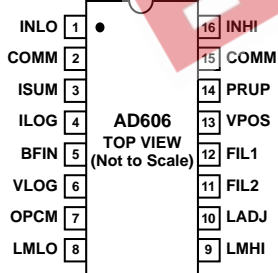 INLO 1 16 INHI
COMM 2 15 COMM
ISUM 3 14 PRUP
ILOG 4 AD606 13 VPOS
TOP VIEW
BFIN 5 (Not to Scale) 12 FIL1
VLOG 6 11 FIL2
OPCM 7 10 LADJ
LMLO 8 9 LMHI